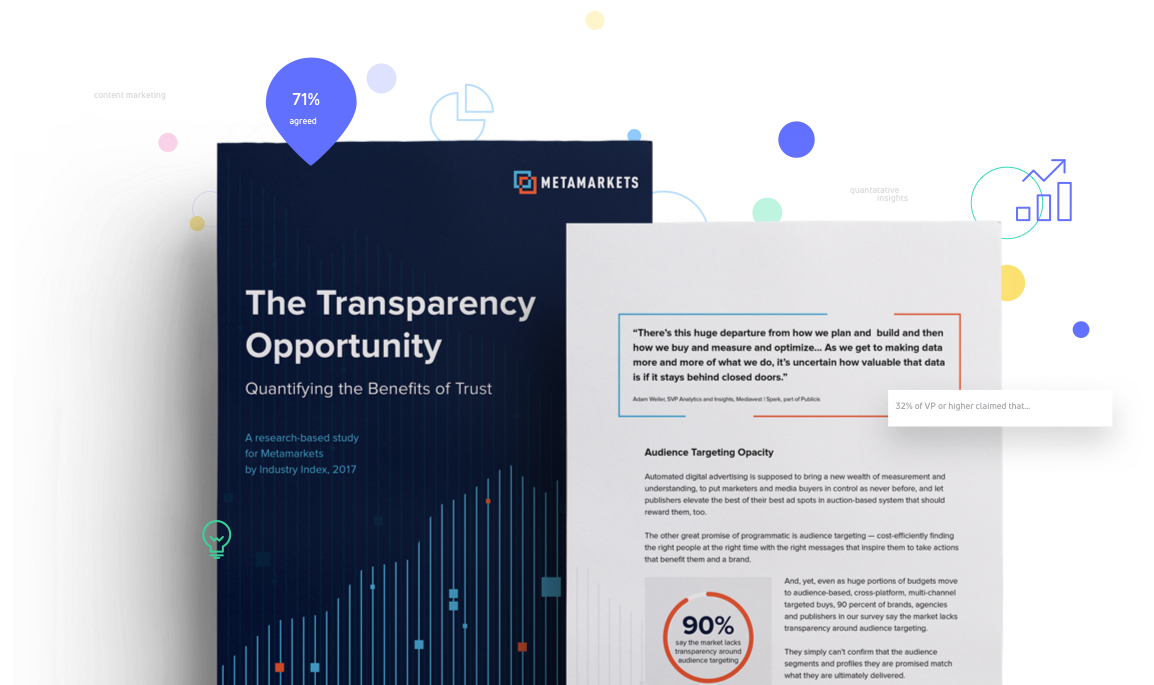 content marketing
71%
agreed
METAMARKETS
quantatative
insights
The Transparency
Opportunity
Quantifying the Benefits of Trust
A research-based study
for Metamarkets
by Industry Index, 2017
“There’s this huge departure from how we plan and build and then
how we buy and measure and optimize... As we get to making data
more and more of what we do, it’s uncertain how valuable that data
is if it stays behind closed doors.”
Adam Weiler, SVP Analytics and Insights, Mediavest | Spark, part of Publicis
32% of VP or higher claimed that...
Audience Targeting Opacity
Automated digital advertising is supposed to bring a new wealth of measurement and
understanding, to put marketers and media buyers in control as never before, and let
publishers elevate the best of their best ad spots in auction-based system that should
reward them, too.
The other great promise of programmatic is audience targeting — cost-efficiently finding
the right people at the right time with the right messages that inspire them to take actions
that benefit them and a brand.
90%
say the market lacks
transparency around
audience targeting
And, yet, even as huge portions of budgets move
to audience-based, cross-platform, multi-channel
targeted buys, 90 percent of brands, agencies
and publishers in our survey say the market lacks
transparency around audience targeting.
They simply can’t confirm that the audience
segments and profiles they are promised match
what they are ultimately delivered.